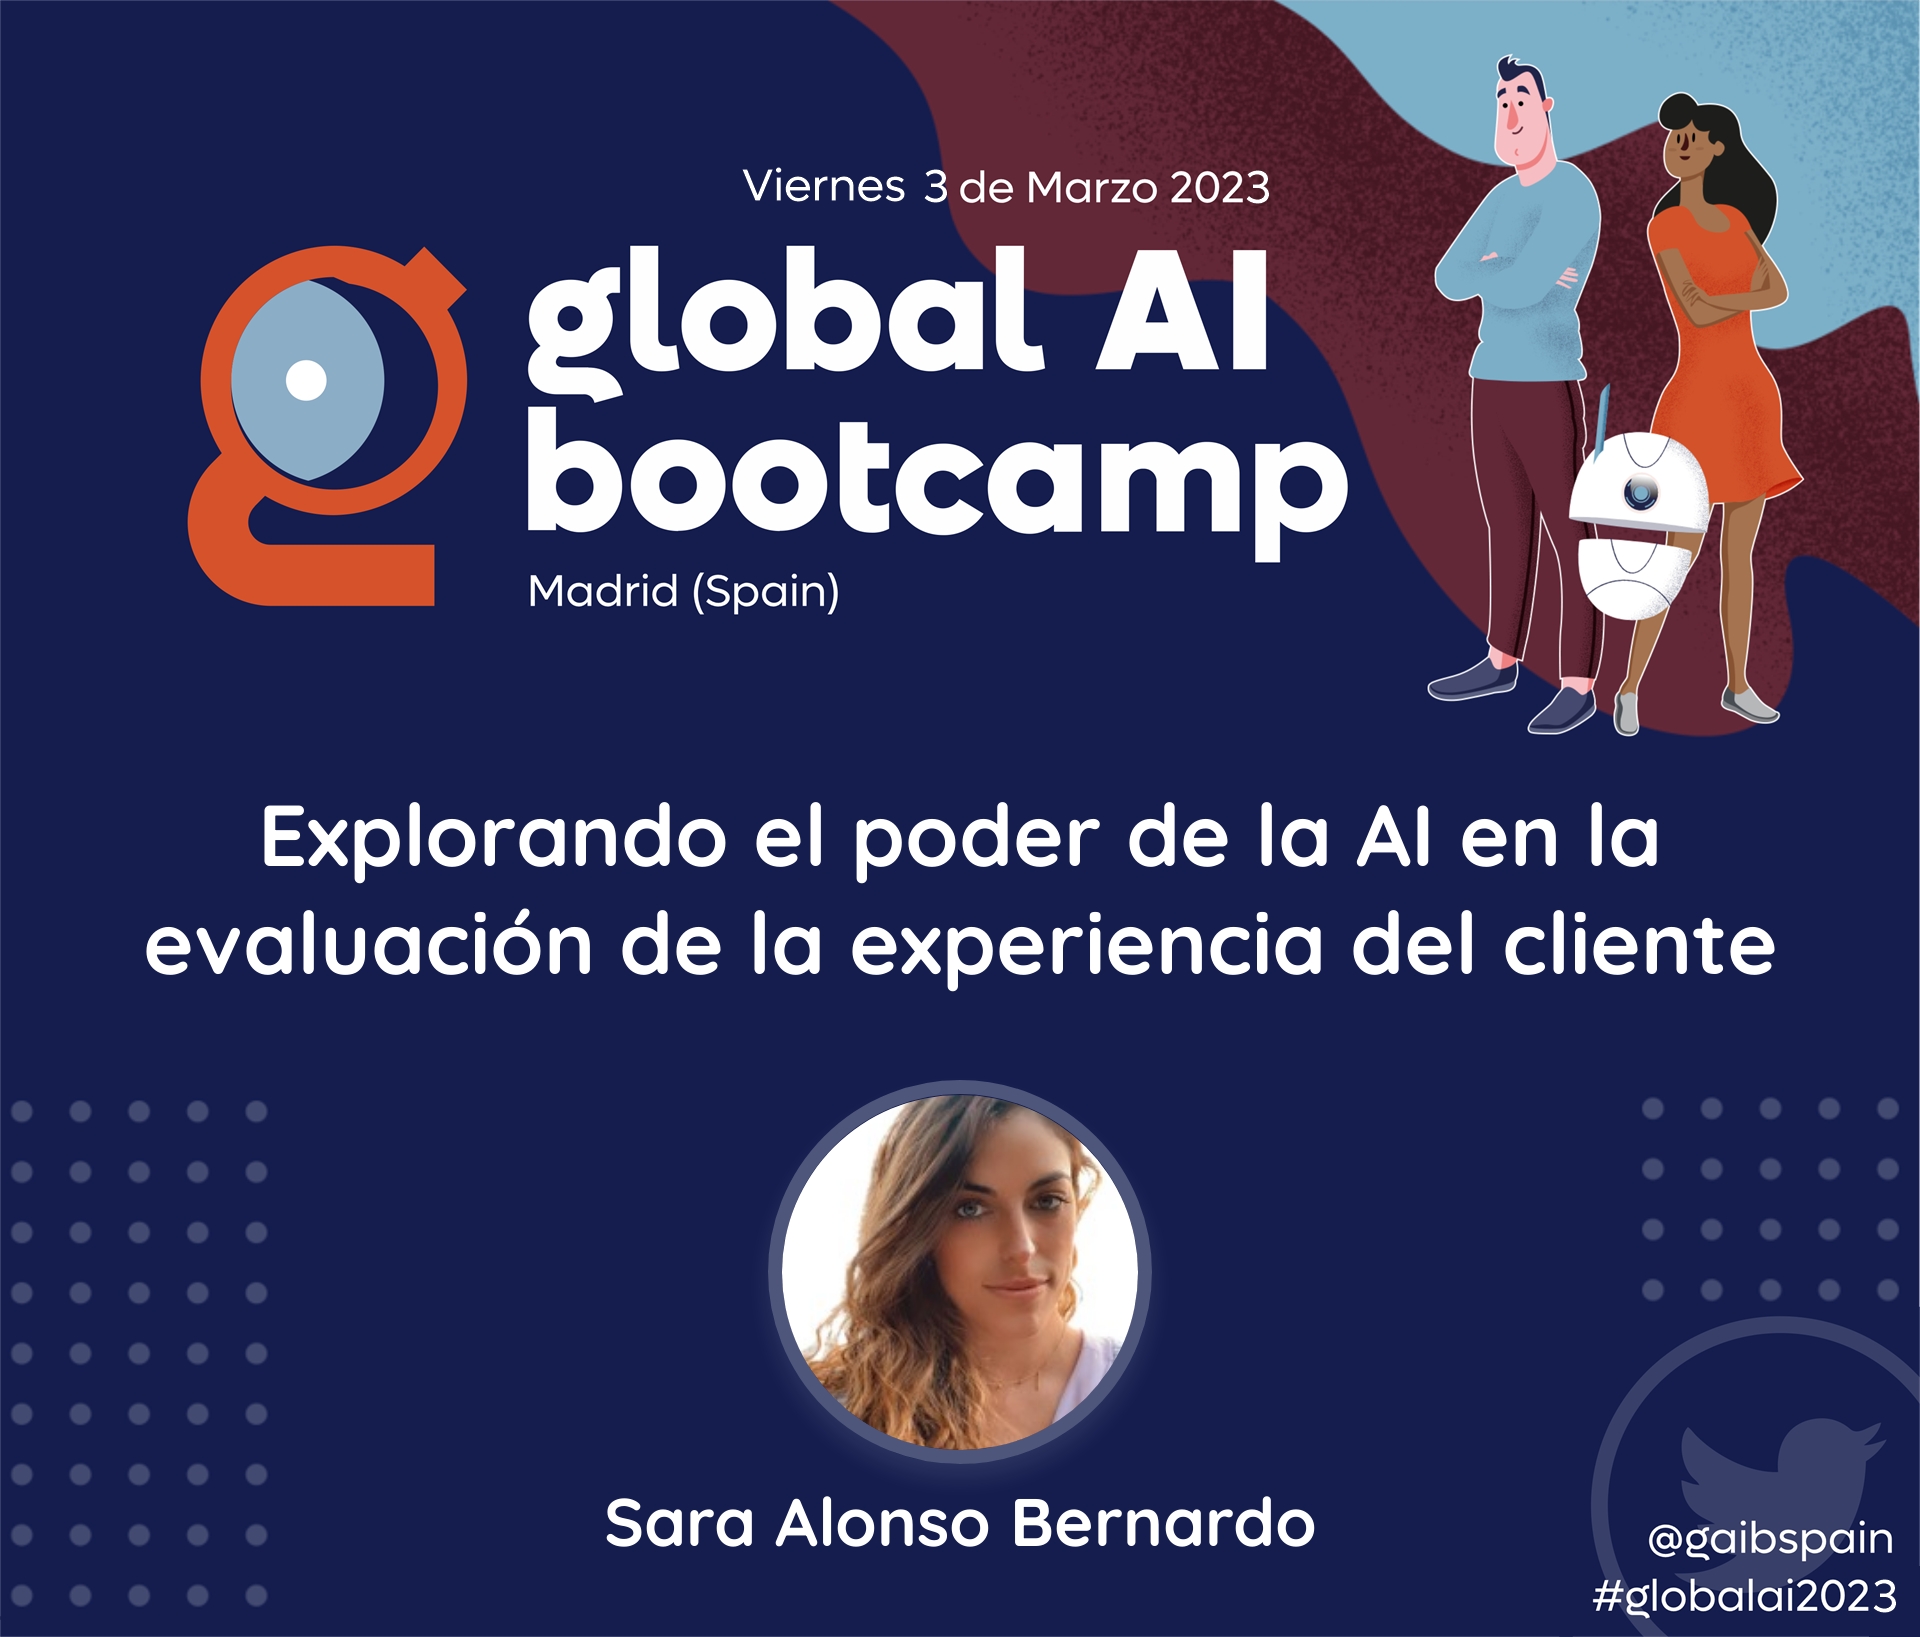 Viernes 3 de Marzo 2023
global AI
bootcamp
Madrid (Spain)
Explorando el poder de la AI en la
evaluación de la experiencia del cliente
Sara Alonso Bernardo
@gaibspain
#globalai2023